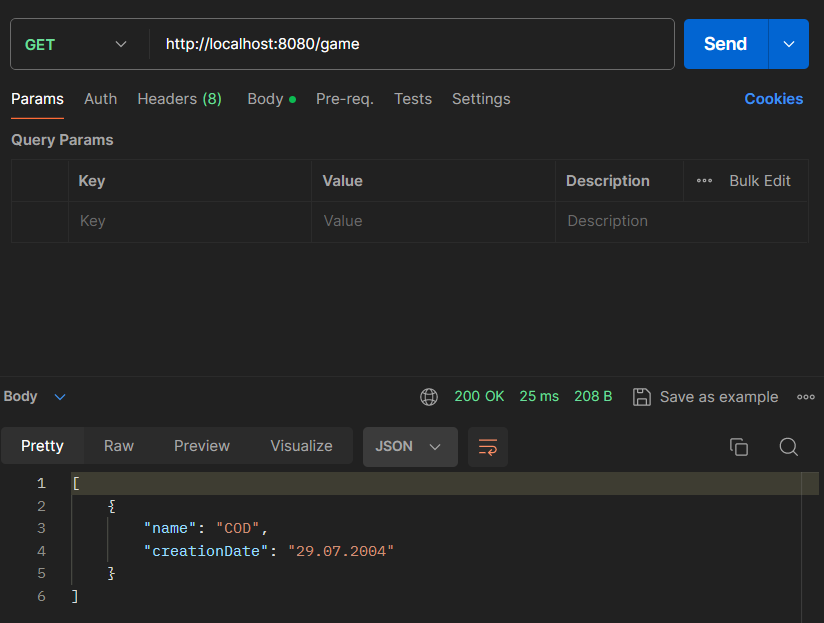 GET http://localhost:8080/game Send
Params Auth Headers (8) Body Pre-req. Tests Settings Cookies
Query Params
Key Value Description Bulk Edit
Key Value Description
Body 200 OK 25 ms 208 B Save as example
Pretty Raw Preview Visualize JSON
1 [
2 {
3 "name": "COD",
4 "creationDate": "29.07.2004"
5 }
6 ]